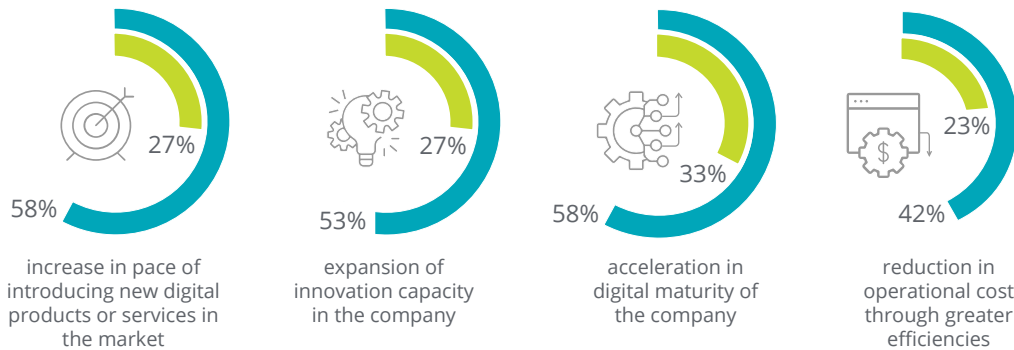 27%
58%
increase in pace of
introducing new digital
products or services in
the market
27%
53%
expansion of
innovation capacity
in the company
33%
58%
acceleration in
digital maturity of
the company
$
23%
42%
reduction in
operational cost
through greater
efficiencies